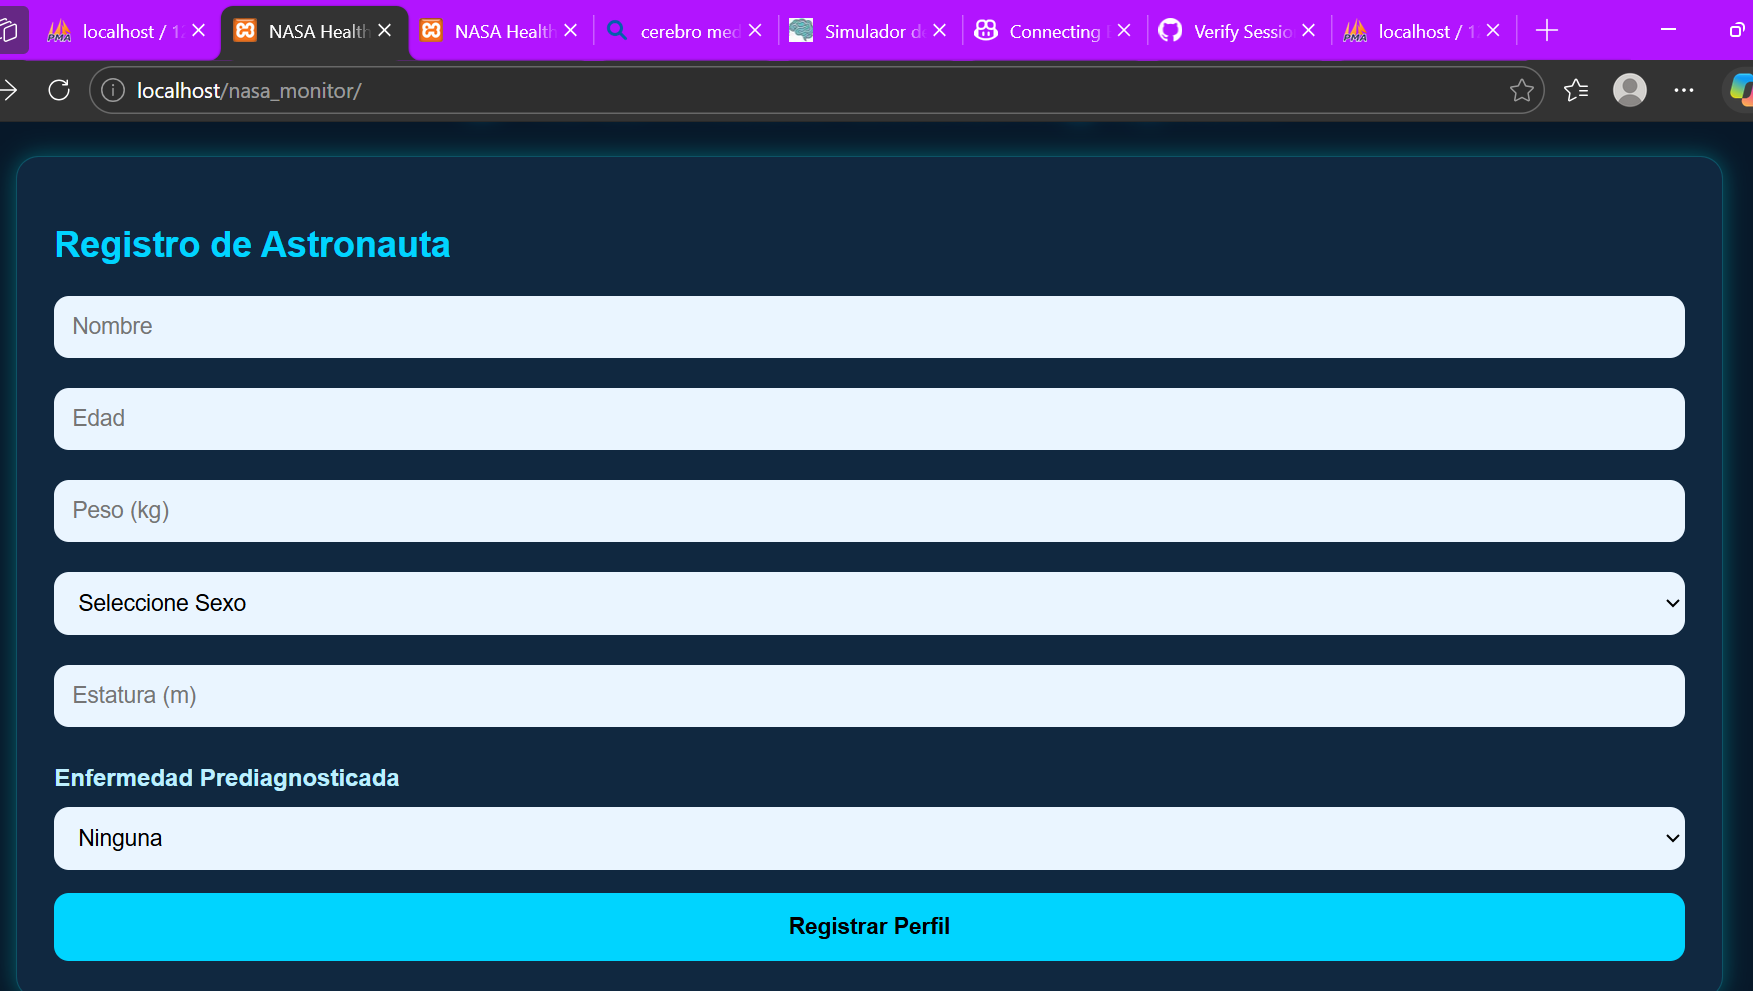 localhost / 1
NASA Health
NASA Health
cerebro med
Simulador d
Connecting
Verify Sessio
localhost / 1
localhost/nasa_monitor/
Registro de Astronauta
Nombre
Edad
Peso (kg)
Seleccione Sexo
Estatura (m)
Enfermedad Prediagnosticada
Ninguna
Registrar Perfil